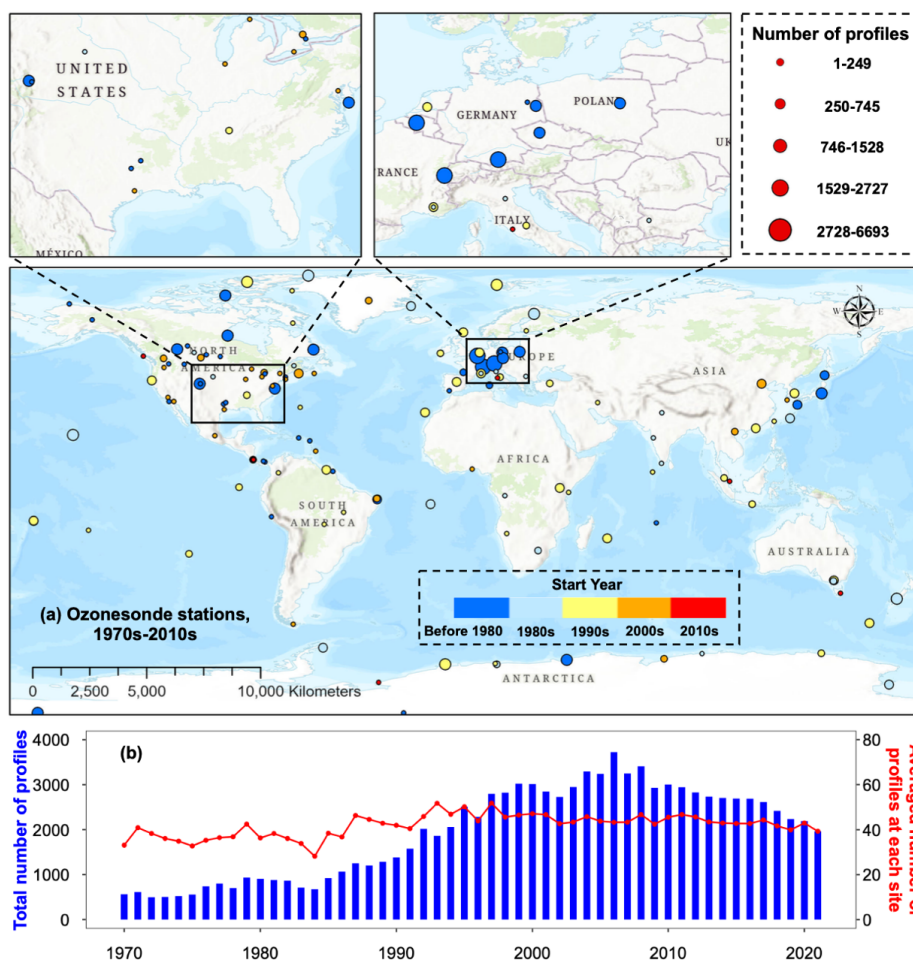 UNITED
STATES
MÉXICO
GERMANY
POLAN
UK
RANCE
ITALY
Number of profiles
1-249
250-745
746-1528
1529-2727
2728-6693
N
W E
S
NORTH
AMERICA
EUROPE
ASIA
AFRICA
SOUTH
AMERICA
AUSTRALIA
ANTARCTICA
Start Year
Before 1980 1980s 1990s 2000s 2010s
(a) Ozonesonde stations,
1970s-2010s
0 2,500 5,000 10,000 Kilometers
(b)
Total number of profiles
4000
3000
2000
1000
0
80
60
40
20
0
profiles at each site
1970 1980 1990 2000 2010 2020